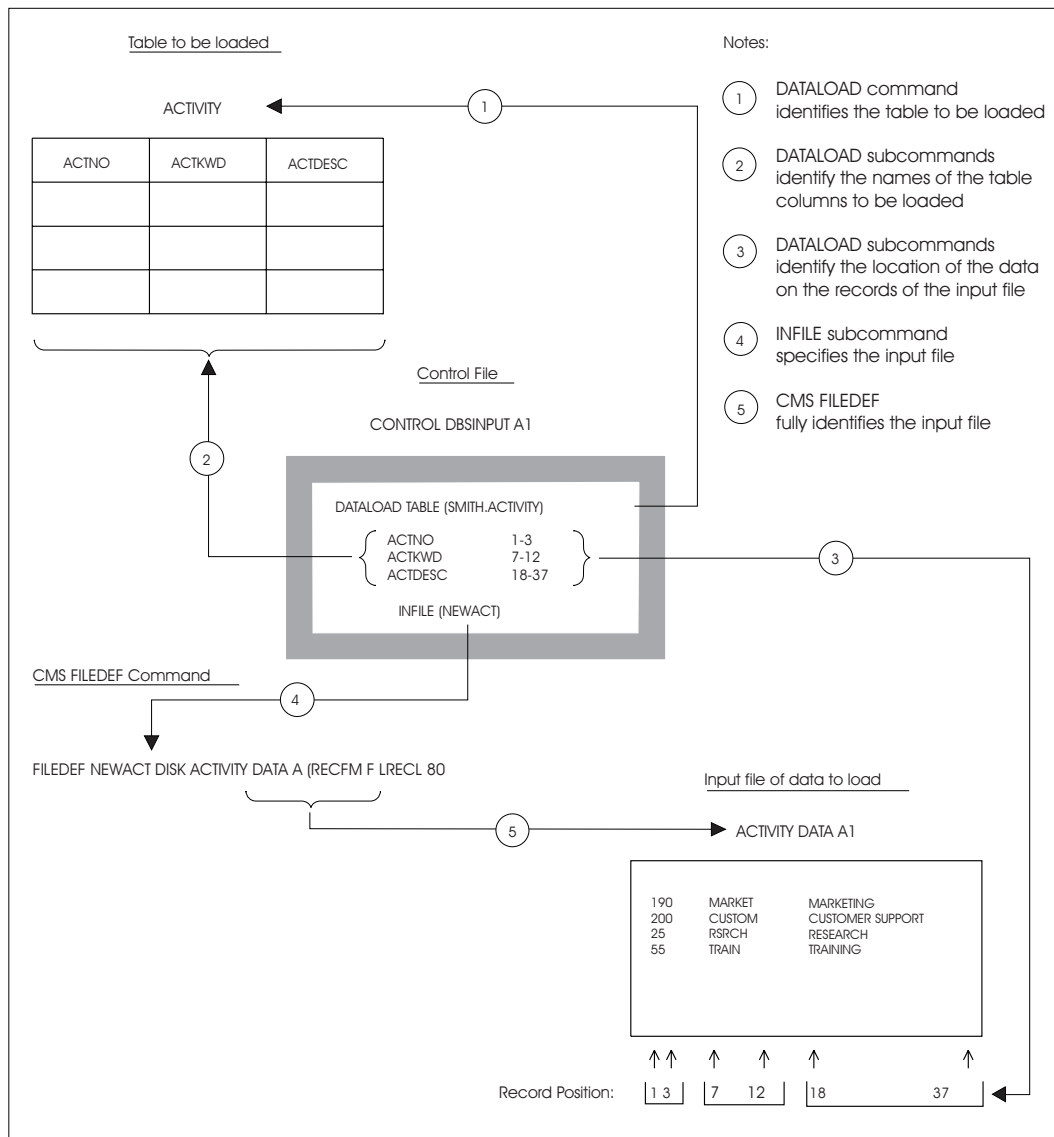 Table to be loaded
ACTIVITY
1
ACTNO ACTKWD ACTDESC
2
Notes:
1 DATALOAD command
identifies the table to be loaded
2 DATALOAD subcommands
identify the names of the table
columns to be loaded
3 DATALOAD subcommands
identify the location of the data
on the records of the input file
4 INFILE subcommand
specifies the input file
5 CMS FILEDEF
fully identifies the input file
Control File
CONTROL DBSINPUT A1
DATALOAD TABLE (SMITH.ACTIVITY)
ACTNO 1-3
ACTKWD 7-12
ACTDESC 18-37
INFILE (NEWACT)
3
CMS FILEDEF Command
4
FILEDEF NEWACT DISK ACTIVITY DATA A (RECFM F LRECL 80
5
Input file of data to load
ACTIVITY DATA A1
190 MARKET MARKETING
200 CUSTOM CUSTOMER SUPPORT
25 RSRCH RESEARCH
55 TRAIN TRAINING
Record Position: 1 3 7 12 18 37